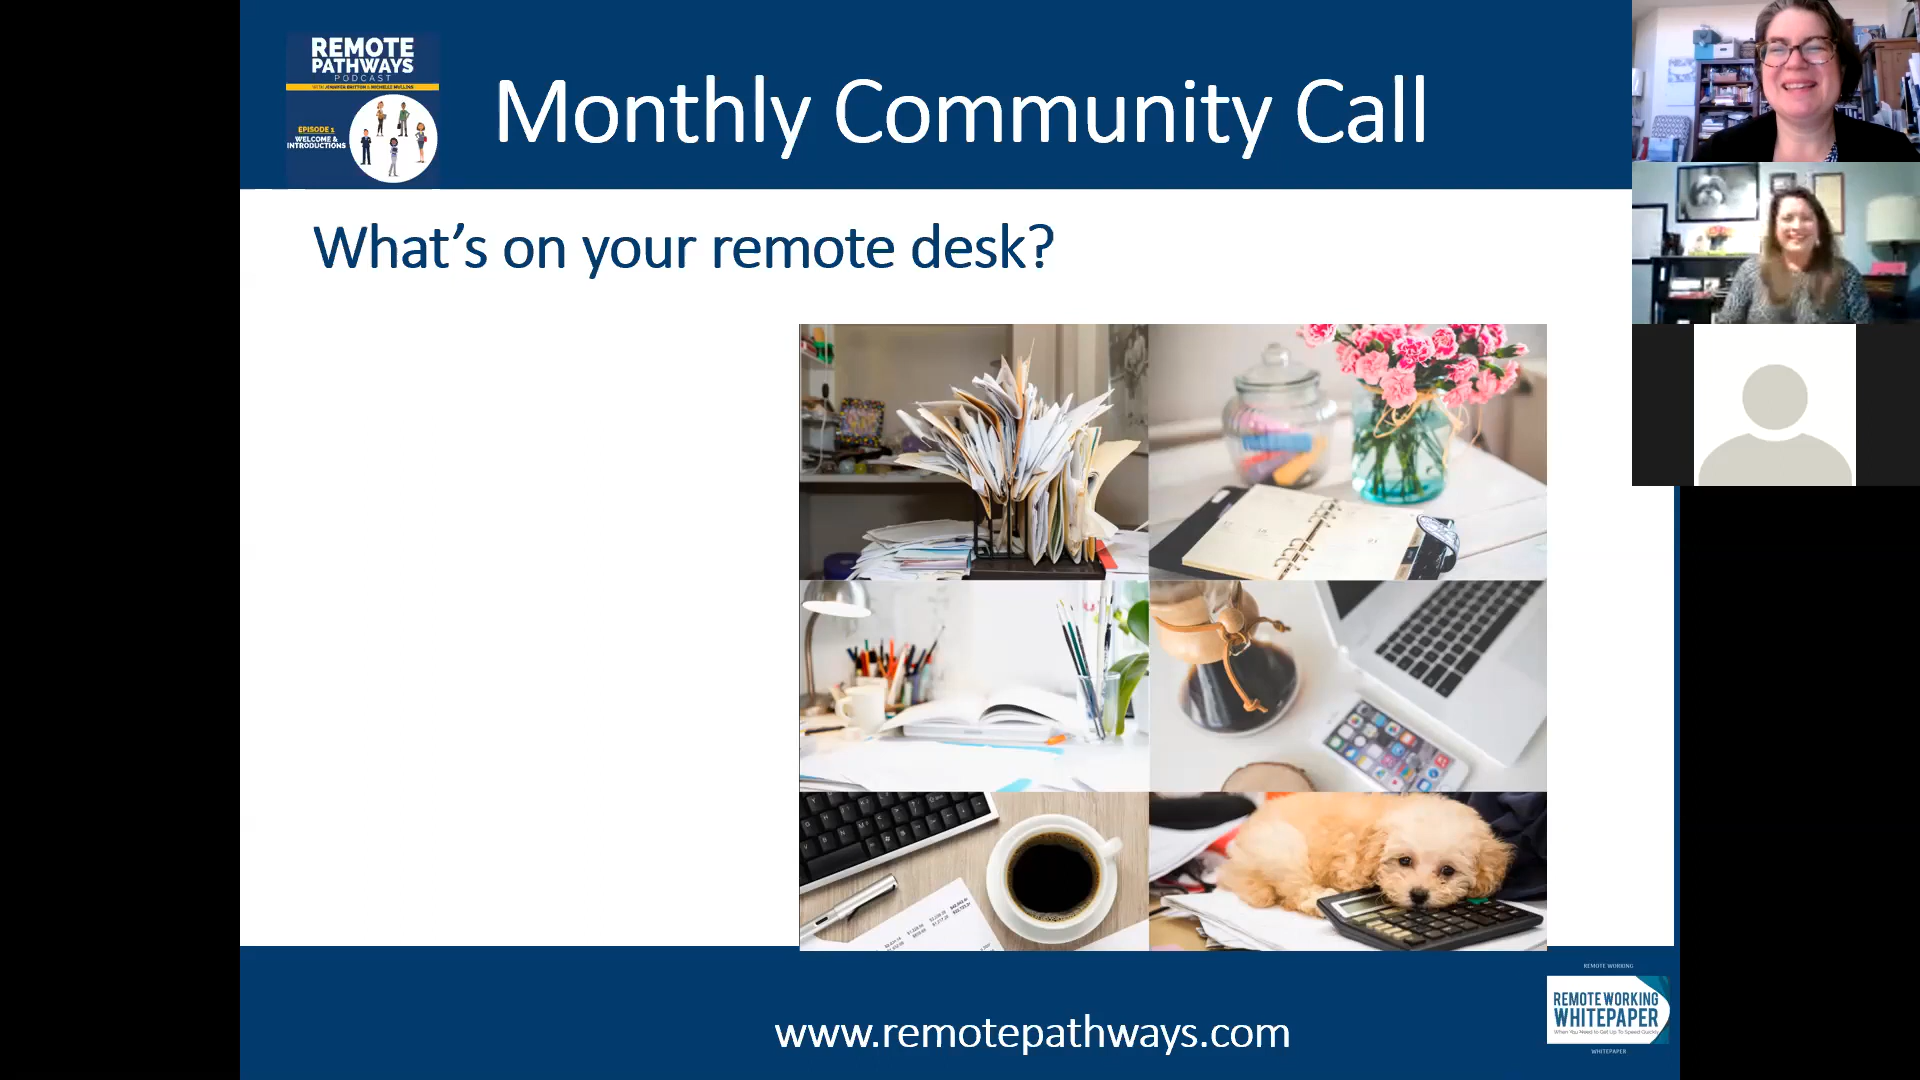 REMOTE
PATHWAYS
PODCAST
WITH JENNIFER BRITTON & MICHELLE MULLINS
EPISODE 1
WELCOME &
INTRODUCTIONS
Monthly Community Call
What's on your remote desk?
REMOTE WORKING
REMOTE WORKING
WHITEPAPER
When You Need to Get Up To Speed Quickly
WHITEPAPER
www.remotepathways.com